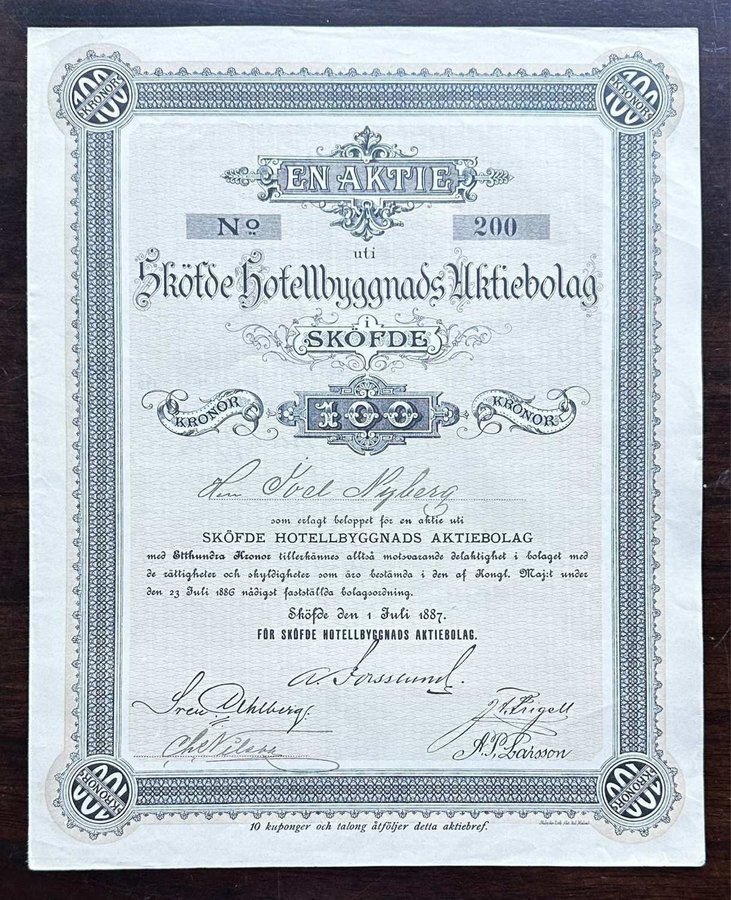 100
KRONOR
100
KRONOR
EN AKTIE
No 200
uti
Sköfde Hotellbyggnads Aktiebolag
i
SKÖFDE
KRONOR 100 KRONOR
Herr Joel Nyberg
som erlagt beloppet för en aktie uti
SKÖFDE HOTELLBYGGNADS AKTIEBOLAG
med Etthundra Kronor tillerkännes alltså motsvarande delaktighet i bolaget med
de rättigheter och skyldigheter som äro bestämda i den af Kongl. Maj:t under
den 23 Juli 1886 nådigst fastställda bolagsordning.
Sköfde den 1 Juli 1887.
FÖR SKÖFDE HOTELLBYGGNADS AKTIEBOLAG.
A. Forssund.
Sven Uhlberg.
Frigell
A.P. Larsson
100
KRONOR
100
KRONOR
10 kuponger och talong åtföljer detta aktiebref.